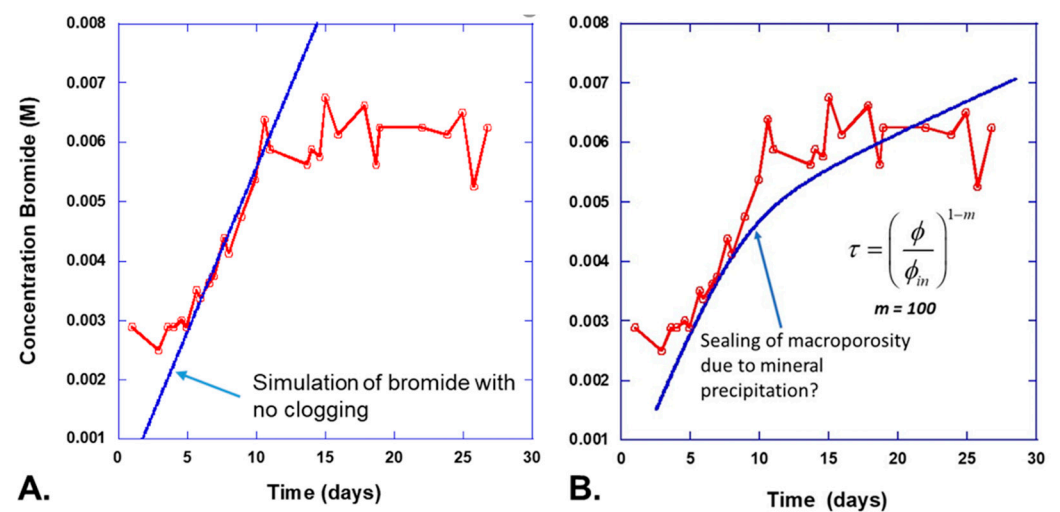 0.008
0.007
0.006
0.005
0.004
0.003
0.002
0.001
Concentration Bromide (M)
Simulation of bromide with
no clogging
0 5 10 15 20 25 30
Time (days)
A.
0.008
0.007
0.006
0.005
0.004
0.003
0.002
0.001
τ = (ϕ / ϕ_in)^{1−m}
m = 100
Sealing of macroporosity
due to mineral
precipitation?
0 5 10 15 20 25 30
Time (days)
B.